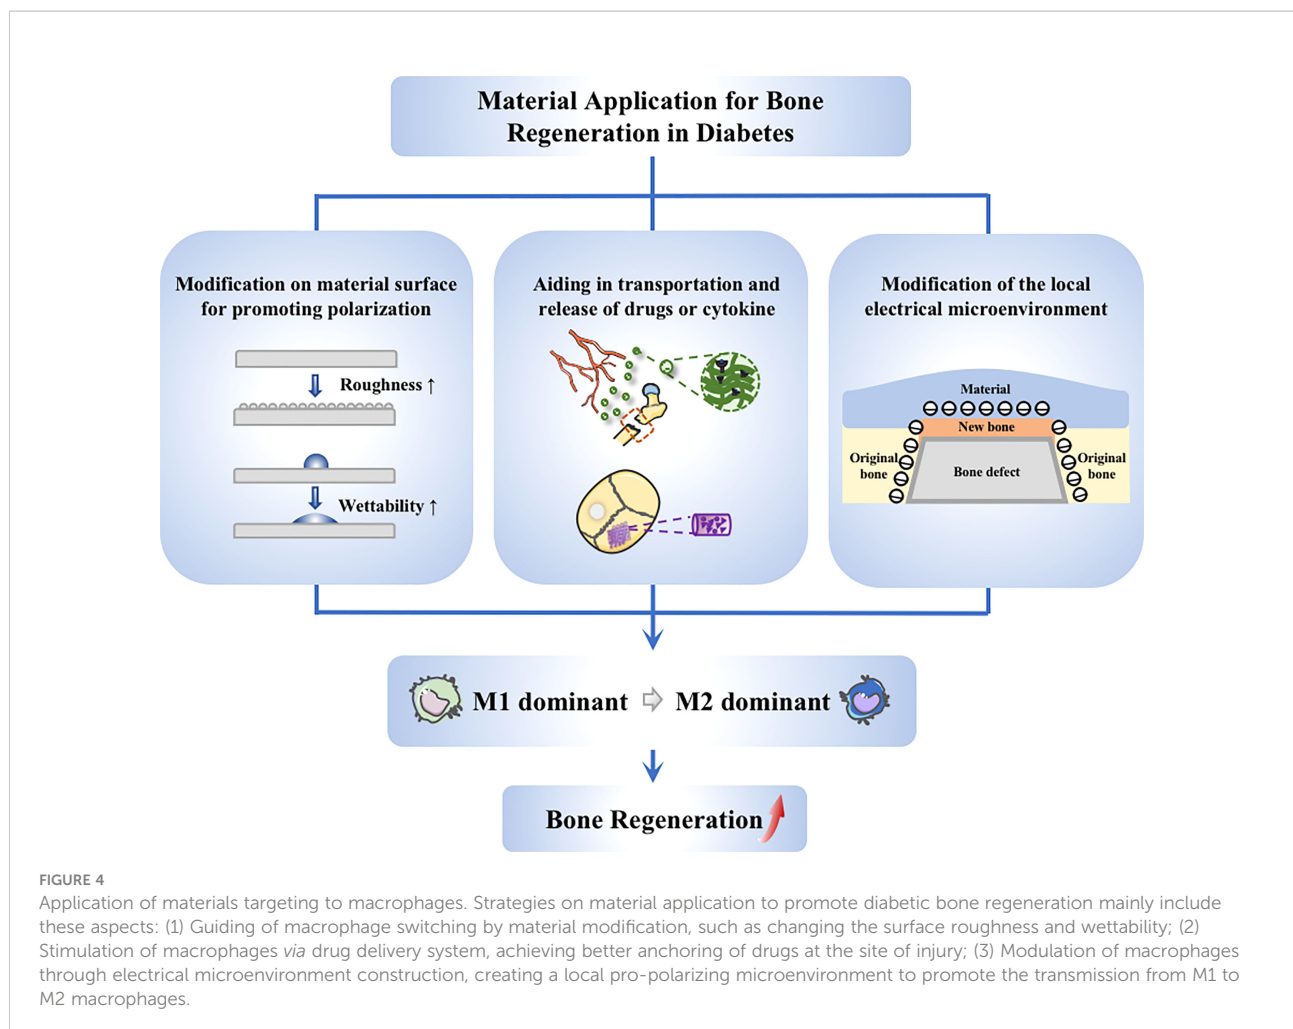 Material Application for Bone
Regeneration in Diabetes
Modification on material surface
for promoting polarization
Roughness ↑
Wettability ↑
Aiding in transportation and
release of drugs or cytokine
Modification of the local
electrical microenvironment
Material
New bone
Original
bone
Bone defect
Original
bone
M1 dominant
M2 dominant
Bone Regeneration
FIGURE 4
Application of materials targeting to macrophages. Strategies on material application to promote diabetic bone regeneration mainly include
these aspects: (1) Guiding of macrophage switching by material modification, such as changing the surface roughness and wettability; (2)
Stimulation of macrophages via drug delivery system, achieving better anchoring of drugs at the site of injury; (3) Modulation of macrophages
through electrical microenvironment construction, creating a local pro-polarizing microenvironment to promote the transmission from M1 to
M2 macrophages.